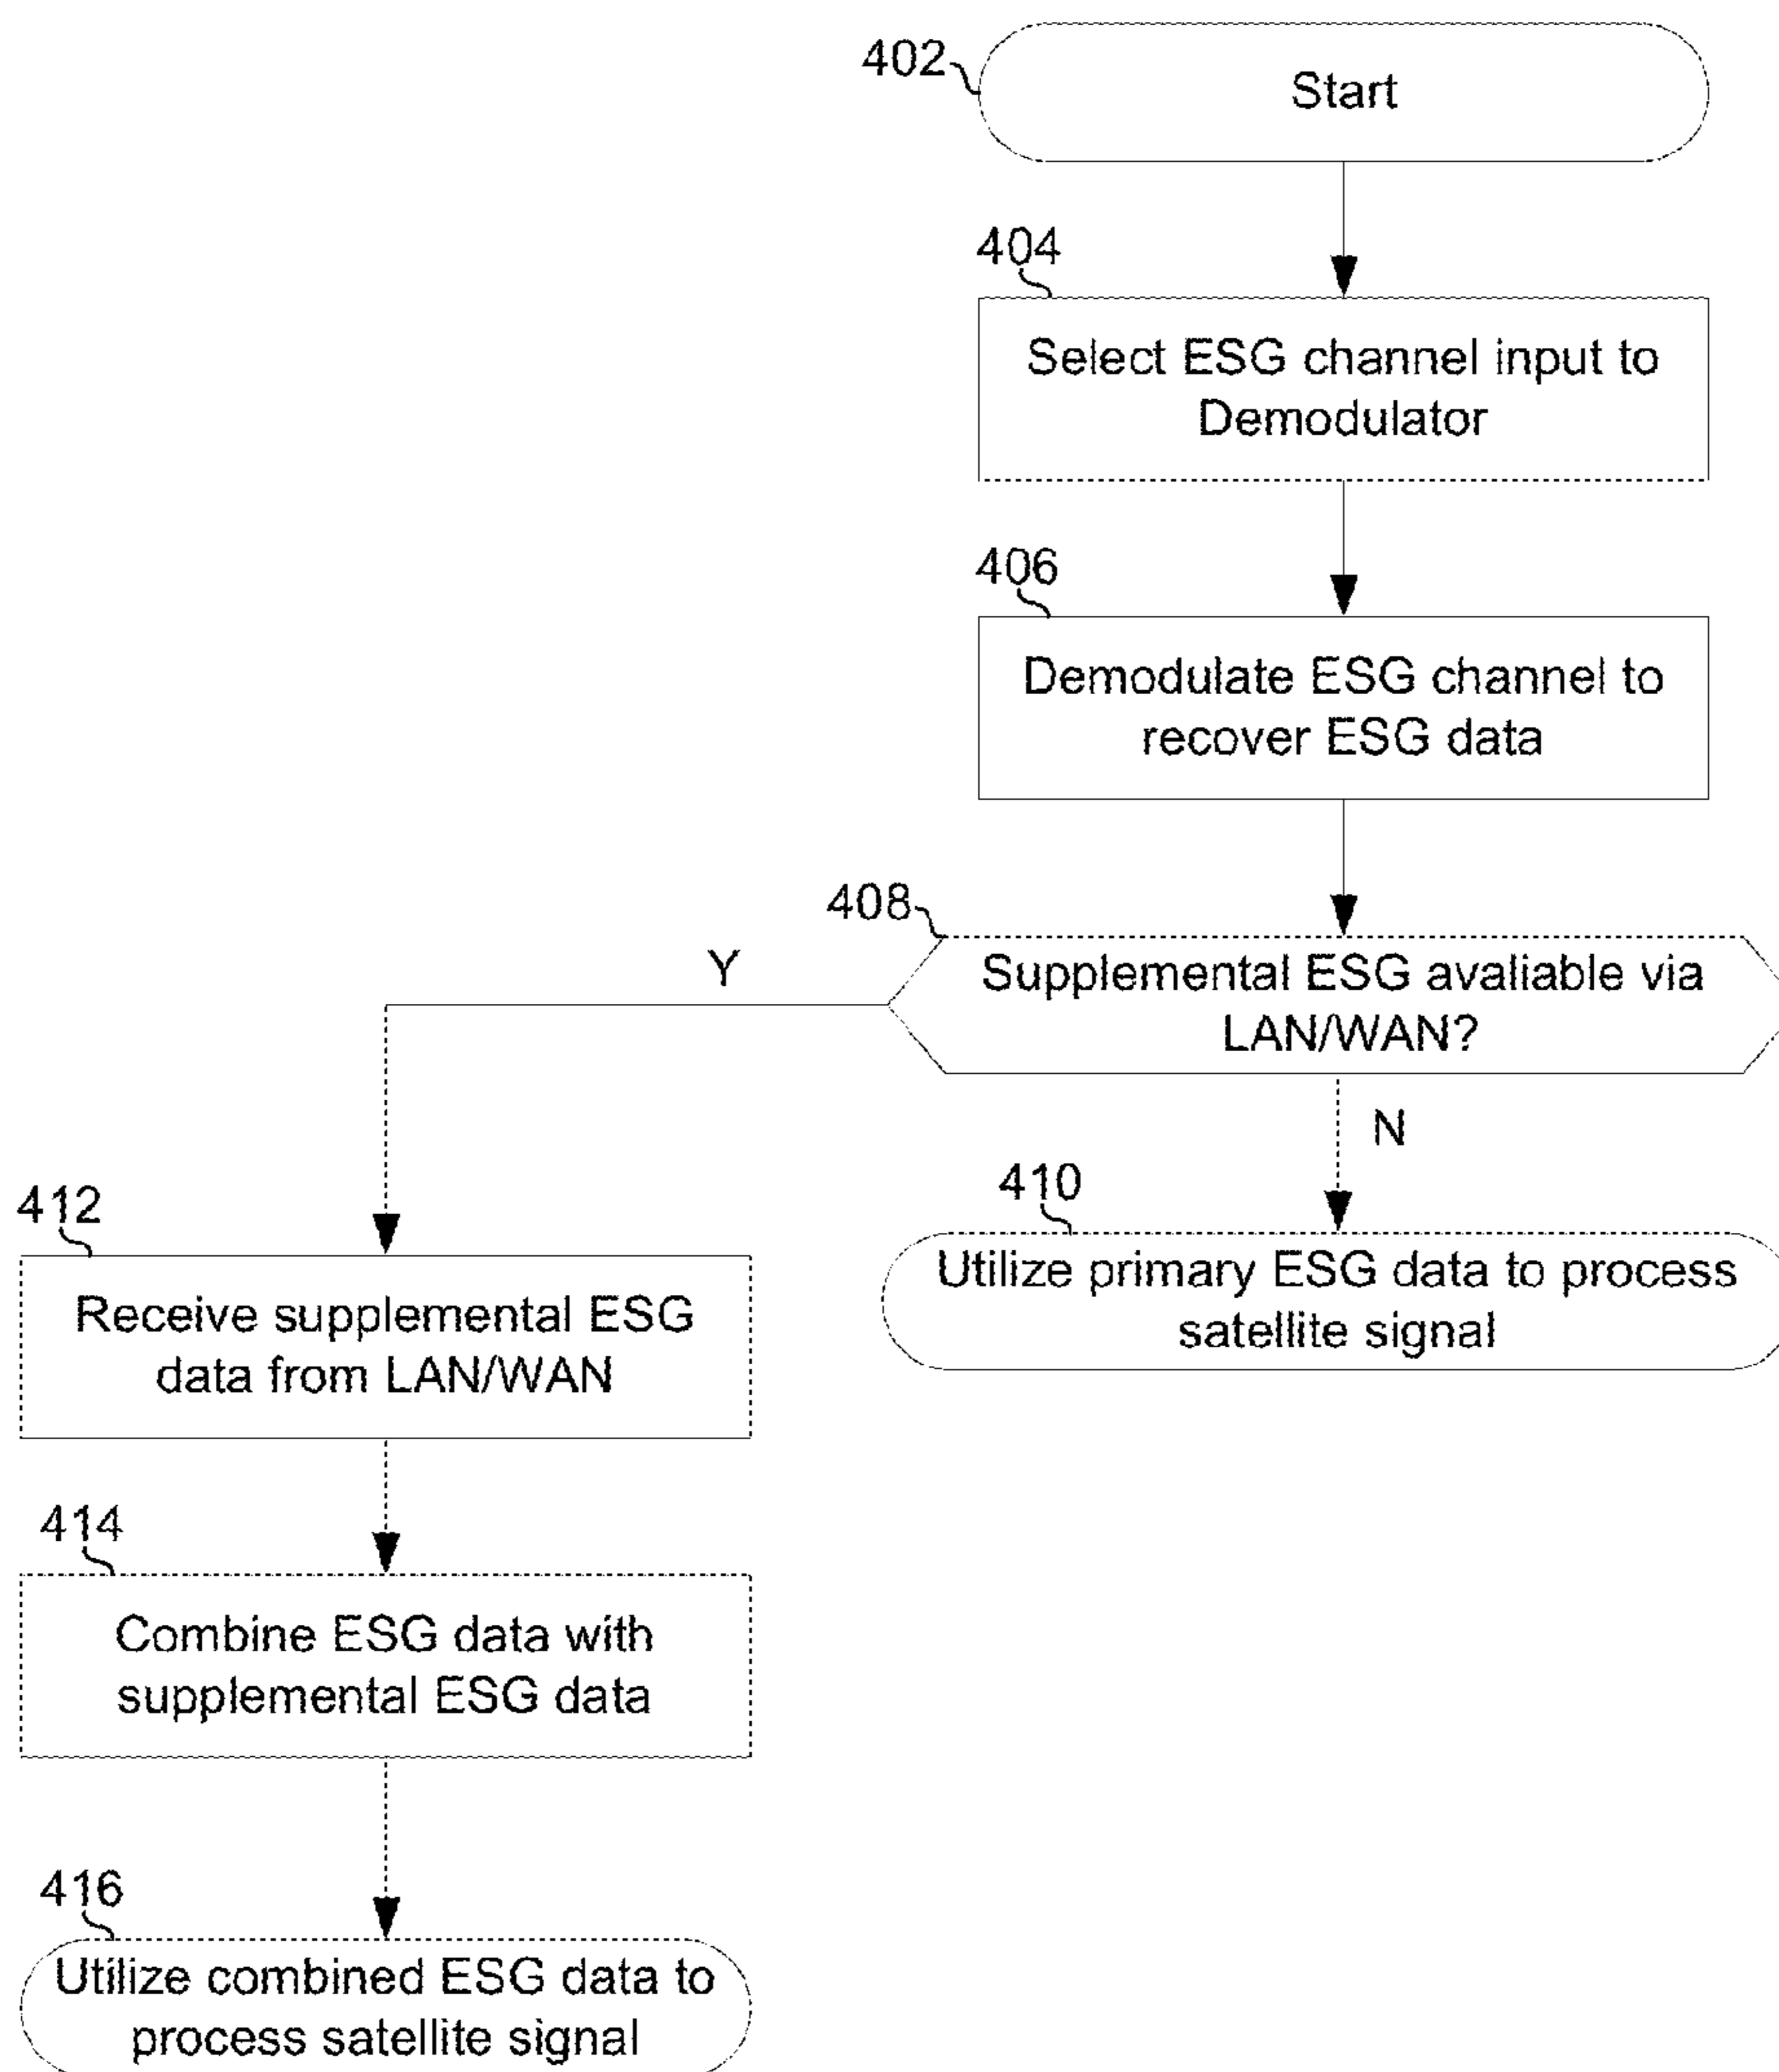 402
Start
404
Select ESG channel input to
Demodulator
406
Demodulate ESG channel to
recover ESG data
408
Supplemental ESG avaliable via
LAN/WAN?
Y
N
410
Utilize primary ESG data to process
satellite signal
412
Receive supplemental ESG
data from LAN/WAN
414
Combine ESG data with
supplemental ESG data
416
Utilize combined ESG data to
process satellite signal